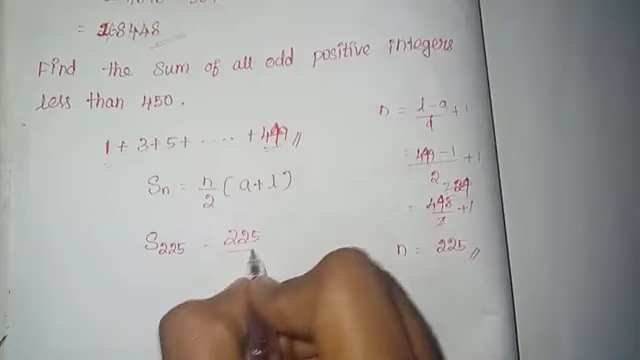 = 268448
Find the sum of all odd positive integers
less than 450.
1 + 3 + 5 + .... + 449 //
Sn = n/2 (a + l)
S225 = 225
n = l-a/d + 1
= 449-1/2 + 1
224
= 448/2 + 1
n = 225 //